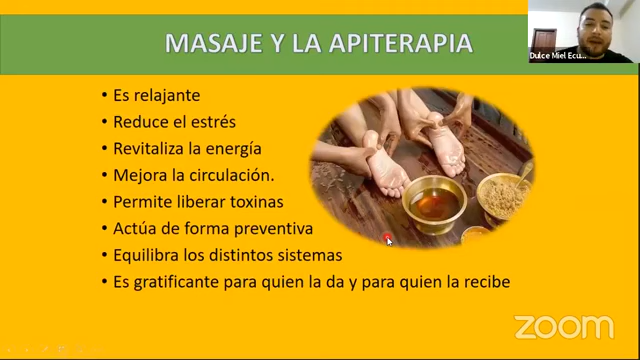 MASAJE Y LA APITERAPIA
Dulce Miel Ecu...
• Es relajante
• Reduce el estrés
• Revitaliza la energía
• Mejora la circulación.
• Permite liberar toxinas
• Actúa de forma preventiva
• Equilibra los distintos sistemas
• Es gratificante para quien la da y para quien la recibe
zoom